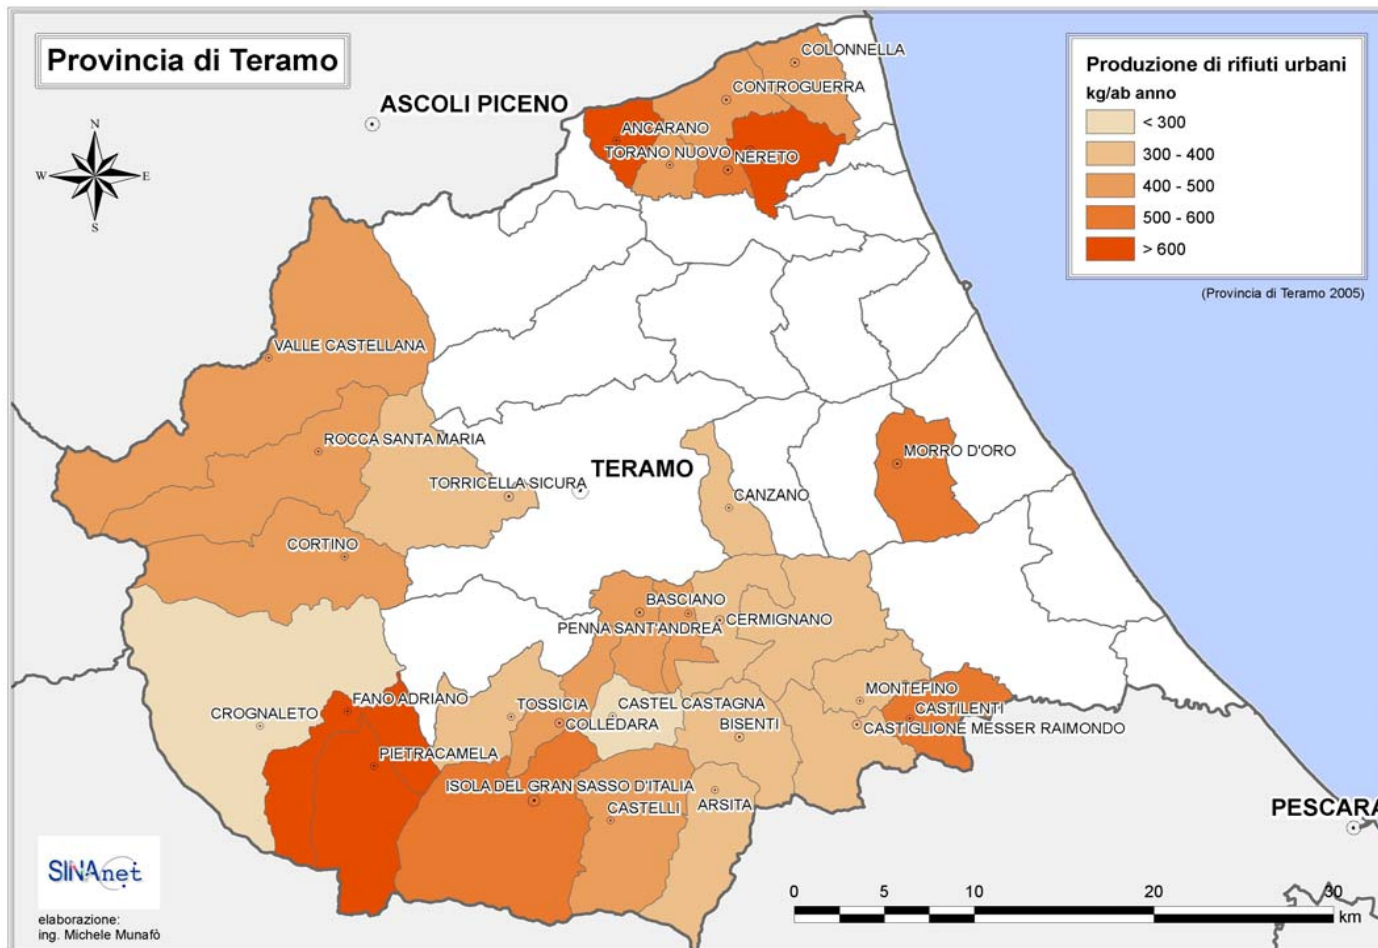 Provincia di Teramo
ASCOLI PICENO
N
W
E
S
COLONNELLA
CONTROGUERRA
ANCARANO
TORANO NUOVO
NERETO
Produzione di rifiuti urbani
kg/ab anno
< 300
300 - 400
400 - 500
500 - 600
> 600
(Provincia di Teramo 2005)
VALLE CASTELLANA
ROCCA SANTA MARIA
TORRICELLA SICURA
TERAMO
CANZANO
MORRO D'ORO
CORTINO
BASCIANO
PENNA SANT'ANDREA
CERMIGNANO
CROGNALETO
FANO ADRIANO
PIETRACAMELA
TOSSICIA
COLLEDARA
CASTEL CASTAGNA
BISENTI
MONTEFINO
CASTILENTI
CASTIGLIONE MESSER RAIMONDO
ISOLA DEL GRAN SASSO D'ITALIA
CASTELLI
ARSITA
PESCARA
SINAnet
elaborazione:
ing. Michele Munafò
0 5 10 20 30
km